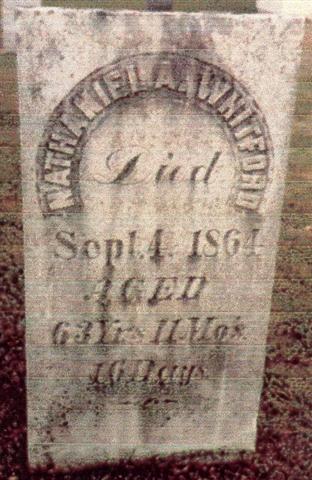 NATHANIEL A. WHITFORD
Died
Sept. 4, 1864
AGED
63 Yrs 11 Mos.
16 Days